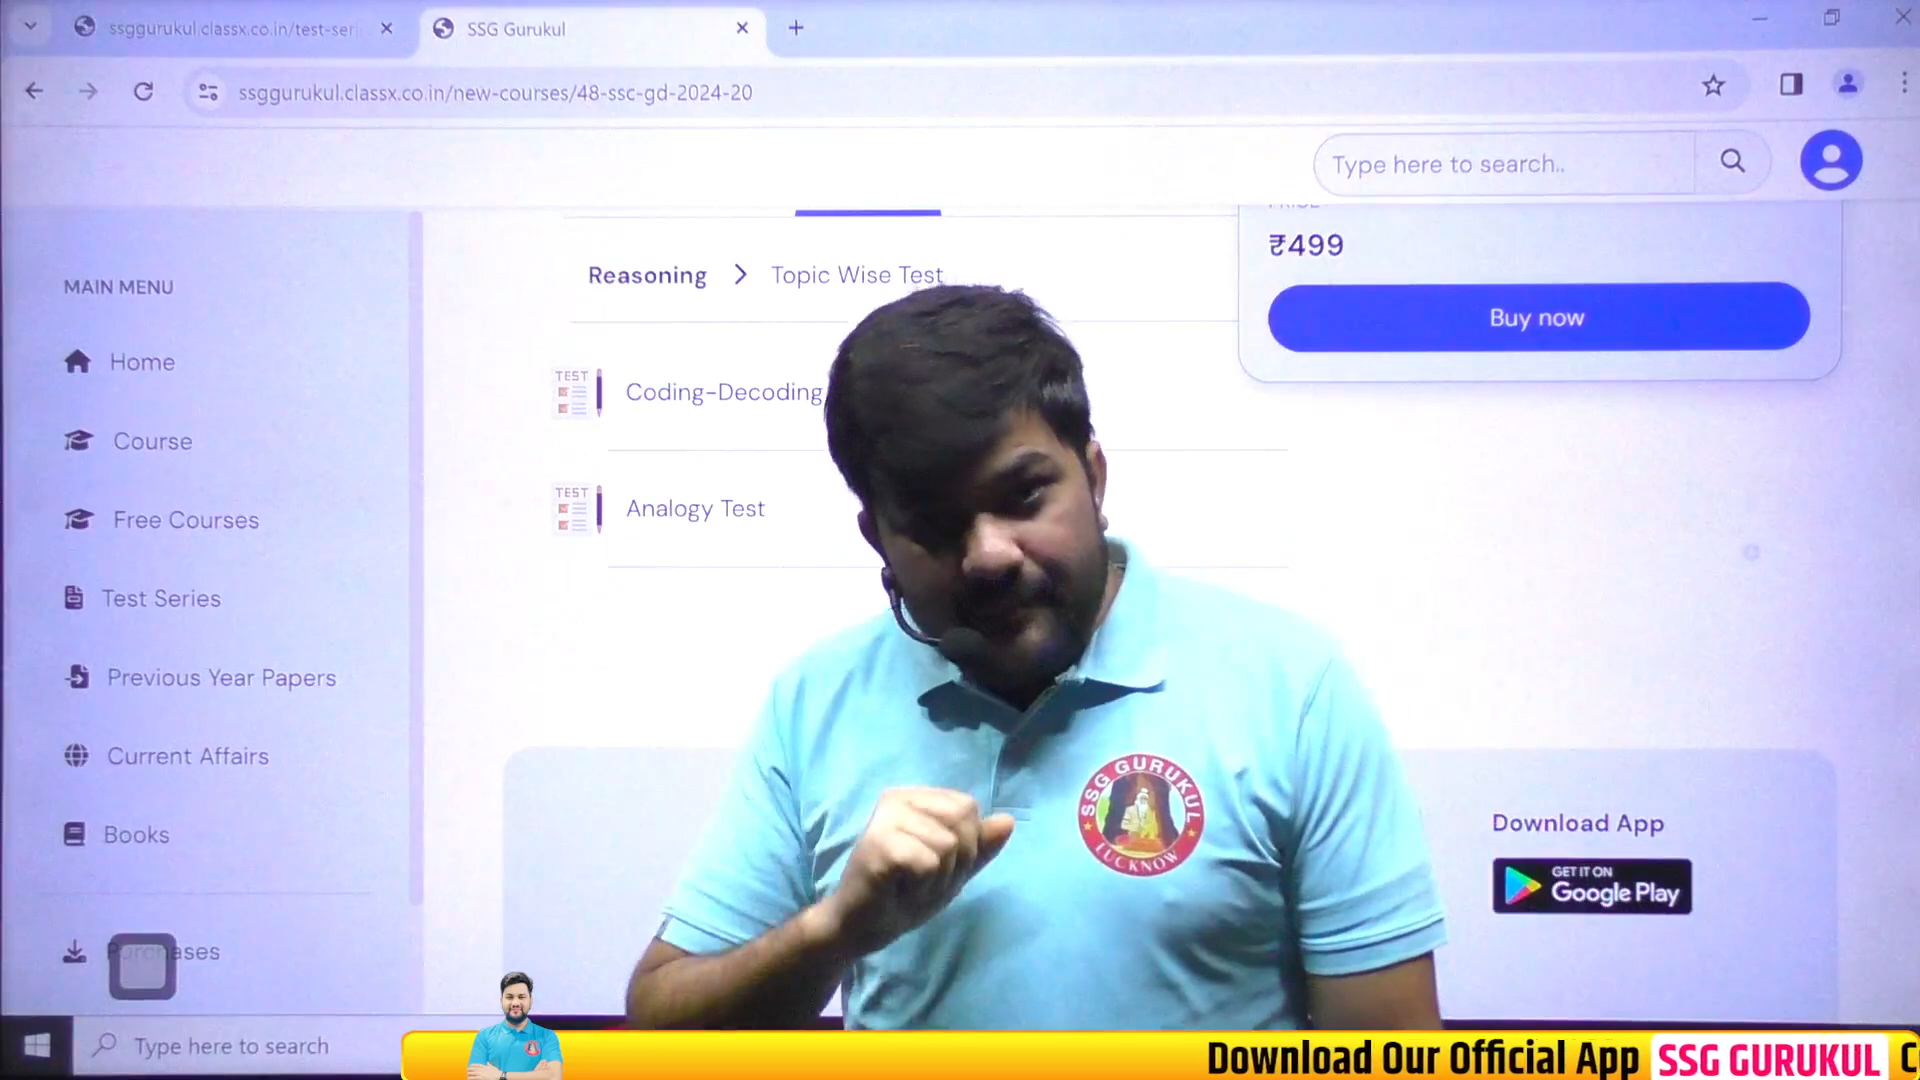 ssggurukul.classx.co.in/test-seri
SSG Gurukul
ssggurukul.classx.co.in/new-courses/48-ssc-gd-2024-20
Type here to search..
PRICE
₹499
Buy now
Reasoning > Topic Wise Test
MAIN MENU
Home
Course
Free Courses
Test Series
Previous Year Papers
Current Affairs
Books
Purchases
TEST
Coding-Decoding
TEST
Analogy Test
SSG GURUKUL
LUCKNOW
Download App
GET IT ON
Google Play
Type here to search
Download Our Official App SSG GURUKUL C